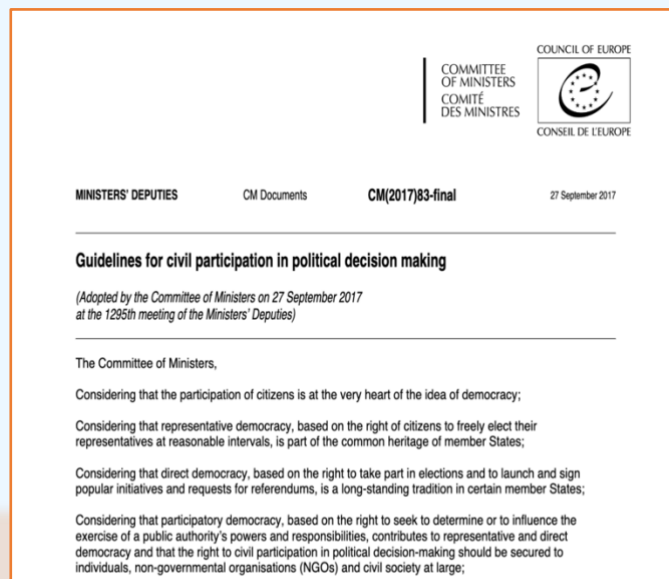 COUNCIL OF EUROPE
COMMITTEE
OF MINISTERS
COMITÉ
DES MINISTRES
CONSEIL DE L'EUROPE
MINISTERS' DEPUTIES CM Documents CM(2017)83-final 27 September 2017
Guidelines for civil participation in political decision making
(Adopted by the Committee of Ministers on 27 September 2017
at the 1295th meeting of the Ministers' Deputies)
The Committee of Ministers,
Considering that the participation of citizens is at the very heart of the idea of democracy;
Considering that representative democracy, based on the right of citizens to freely elect their
representatives at reasonable intervals, is part of the common heritage of member States;
Considering that direct democracy, based on the right to take part in elections and to launch and sign
popular initiatives and requests for referendums, is a long-standing tradition in certain member States;
Considering that participatory democracy, based on the right to seek to determine or to influence the
exercise of a public authority's powers and responsibilities, contributes to representative and direct
democracy and that the right to civil participation in political decision-making should be secured to
individuals, non-governmental organisations (NGOs) and civil society at large;